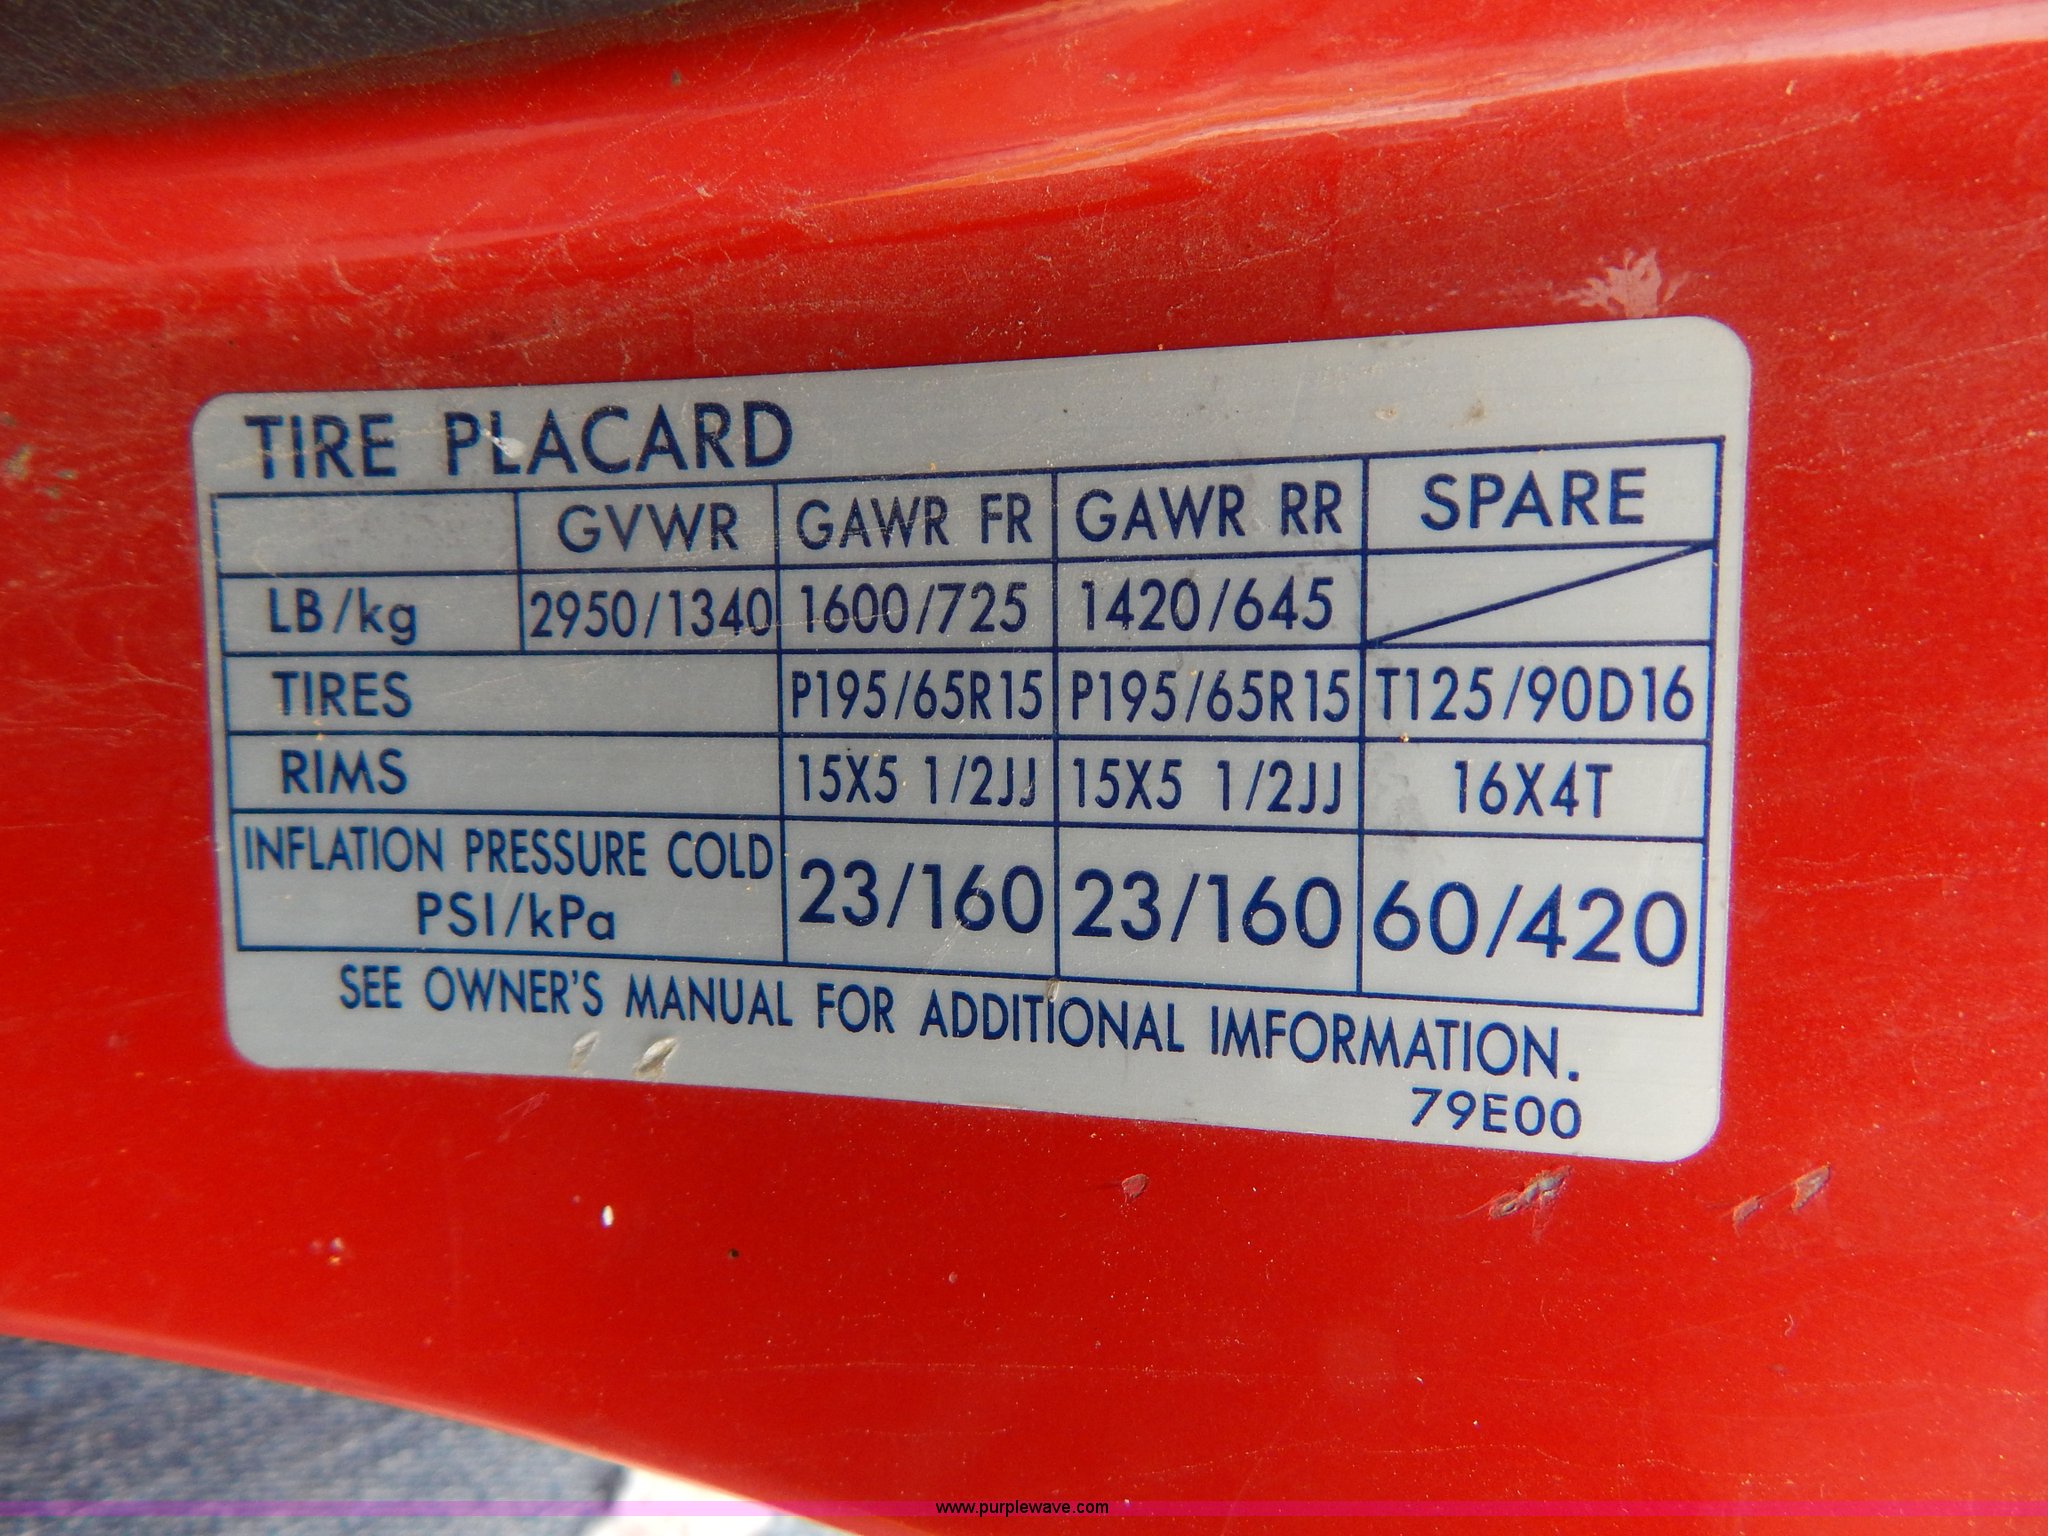 TIRE PLACARD
GVWR GAWR FR GAWR RR SPARE
LB/kg 2950/1340 1600/725 1420/645
TIRES P195/65R15 P195/65R15 T125/90D16
RIMS 15X5 1/2JJ 15X5 1/2JJ 16X4T
INFLATION PRESSURE COLD
PSI/kPa 23/160 23/160 60/420
SEE OWNER'S MANUAL FOR ADDITIONAL IMFORMATION.
79E00
www.purplewave.com